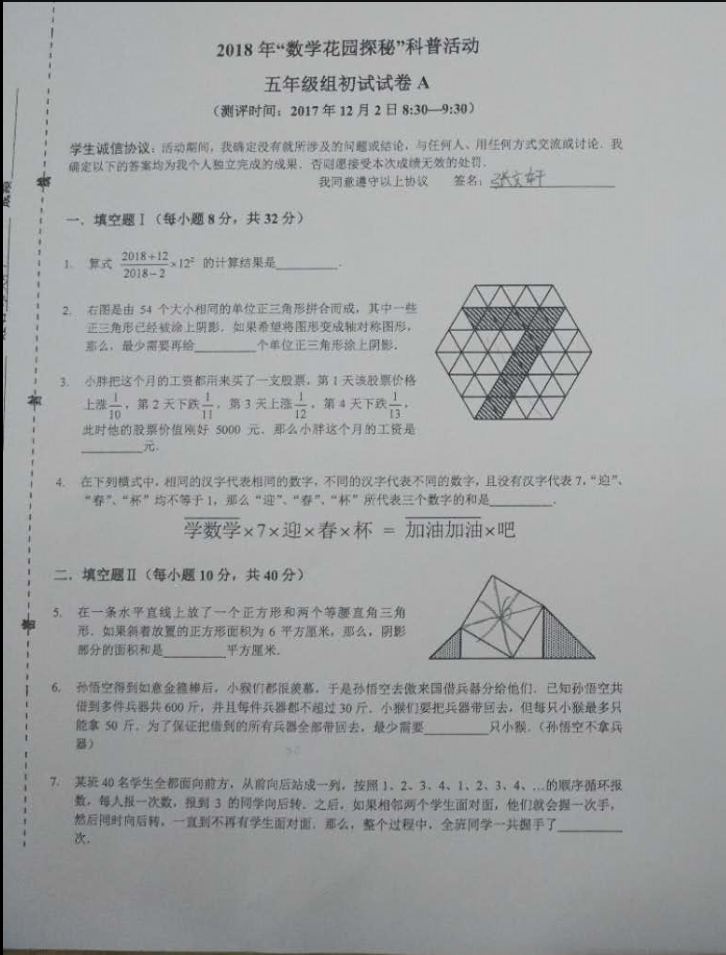 2018 年“数学花园探秘”科普活动
五年级组初试试卷 A
（测评时间：2017 年 12 月 2 日 8:30—9:30）
学生诚信协议：活动期间，我确定没有就所涉及的问题或结论，与任何人、用任何方式交流或讨论．我
确定以下的答案均为我个人独立完成的成果．否则愿接受本次成绩无效的处罚．
我同意遵守以上协议 签名：
一、填空题Ⅰ（每小题 8 分，共 32 分）
1. 算式 \frac{2018+12}{2018-2}×12² 的计算结果是________．
2. 右图是由 54 个大小相同的单位正三角形拼合而成，其中一些
正三角形已经被涂上阴影．如果希望将图形变成轴对称图形，
那么，最少需要再给________个单位正三角形涂上阴影．
3. 小胖把这个月的工资都用来买了一支股票．第 1 天该股票价格
上涨 1/10，第 2 天下跌 1/11，第 3 天上涨 1/12，第 4 天下跌 1/13，
此时他的股票价值刚好 5000 元．那么小胖这个月的工资是
________元．
4. 在下列横式中，相同的汉字代表相同的数字，不同的汉字代表不同的数字，且没有汉字代表 7，“迎”、
“春”、“杯”均不等于 1，那么“迎”、“春”、“杯”所代表三个数字的和是________．
学数学×7×迎×春×杯 = 加油加油×吧
二．填空题Ⅱ（每小题 10 分，共 40 分）
5. 在一条水平直线上放了一个正方形和两个等腰直角三角
形．如果斜着放置的正方形面积为 6 平方厘米，那么，阴影
部分的面积和是________平方厘米．
6. 孙悟空得到如意金箍棒后，小猴们都很羡慕，于是孙悟空去傲来国借兵器分给他们．已知孙悟空共
借到多件兵器共 600 斤，并且每件兵器都不超过 30 斤．小猴们要把兵器带回去，但每只小猴最多只
能拿 50 斤．为了保证把借到的所有兵器全部带回去，最少需要________只小猴．（孙悟空不拿兵
器）
7. 某班 40 名学生全都面向前方，从前向后站成一列，按照 1、2、3、4、1、2、3、4、…的顺序循环报
数，每人报一次数，报到 3 的同学向后转．之后，如果相邻两个学生面对面，他们就会握一次手，
然后同时向后转，一直到不再有学生面对面．那么，整个过程中，全班同学一共握手了________
次．